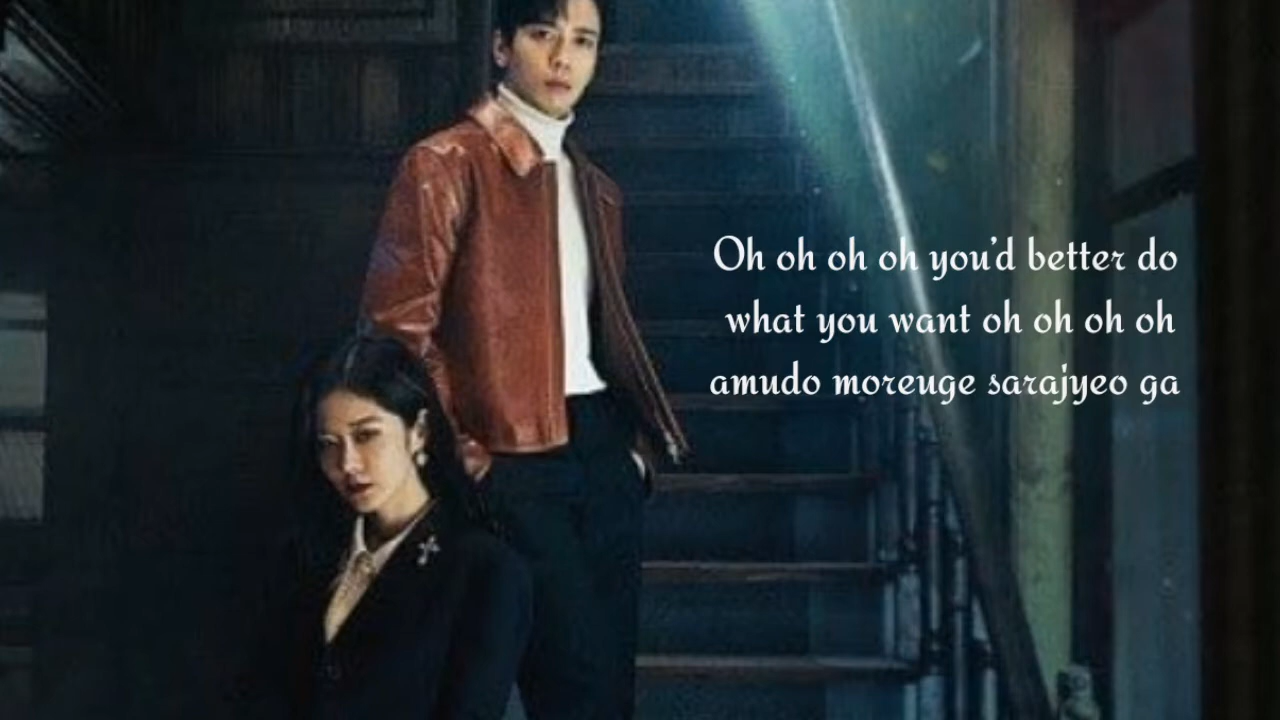 Oh oh oh oh you'd better do
what you want oh oh oh oh
amudo moreuge sarajyeo ga